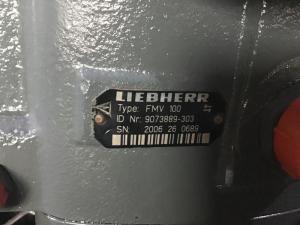 LIEBHERR
Type: FMV 100
ID Nr: 9073889-303
SN: 2006 26 0689